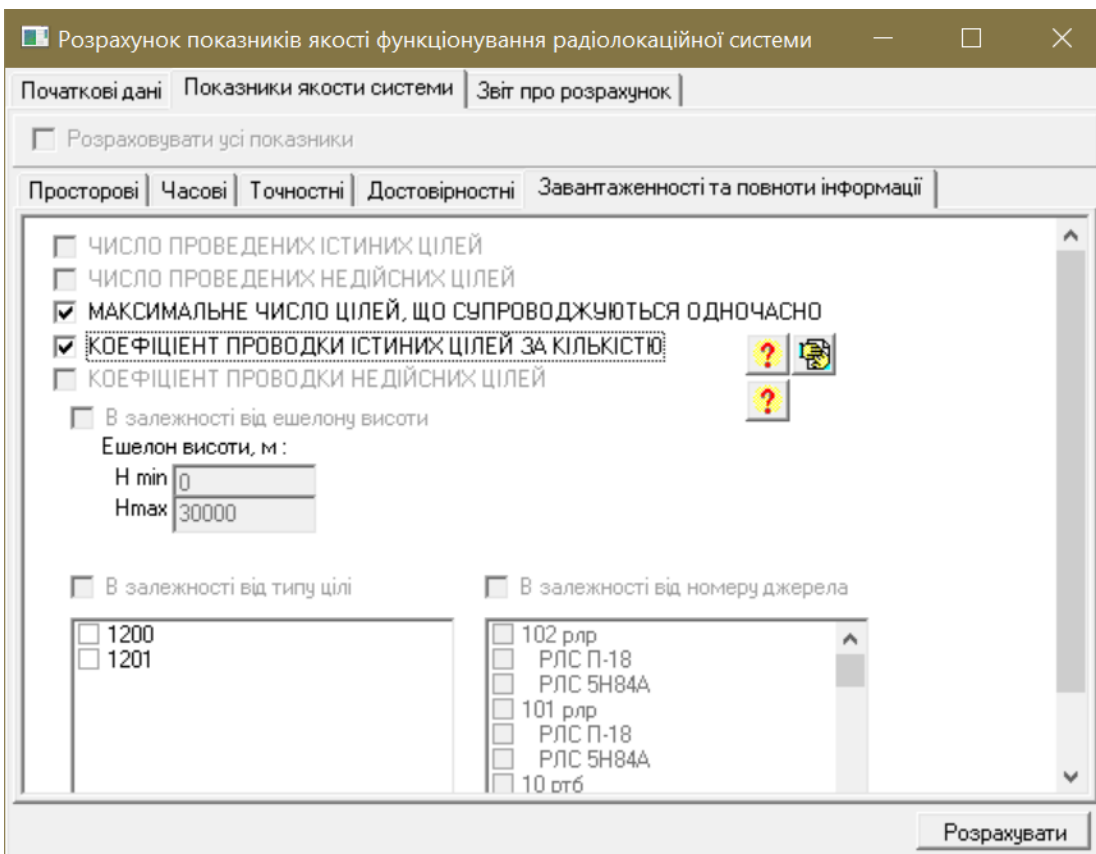 Розрахунок показників якості функціонування радіолокаційної системи
Початкові дані Показники якости системи Звіт про розрахунок
Розраховувати усі показники
Просторові Часові Точностні Достовірностні Завантаженності та повноти інформації
ЧИСЛО ПРОВЕДЕНИХ ІСТИНИХ ЦІЛЕЙ
ЧИСЛО ПРОВЕДЕНИХ НЕДІЙСНИХ ЦІЛЕЙ
МАКСИМАЛЬНЕ ЧИСЛО ЦІЛЕЙ, ЩО СУПРОВОДЖУЮТЬСЯ ОДНОЧАСНО
КОЕФІЦІЕНТ ПРОВОДКИ ІСТИНИХ ЦІЛЕЙ ЗА КІЛЬКІСТЮ
? 
КОЕФІЦІЕНТ ПРОВОДКИ НЕДІЙСНИХ ЦІЛЕЙ
?
В залежності від ешелону висоти
Ешелон висоти, м :
H min 0
Hmax 30000
В залежності від типу цілі
1200
1201
В залежності від номеру джерела
102 рлр
РЛС П-18
РЛС 5Н84А
101 рлр
РЛС П-18
РЛС 5Н84А
10 ртб
Розрахувати